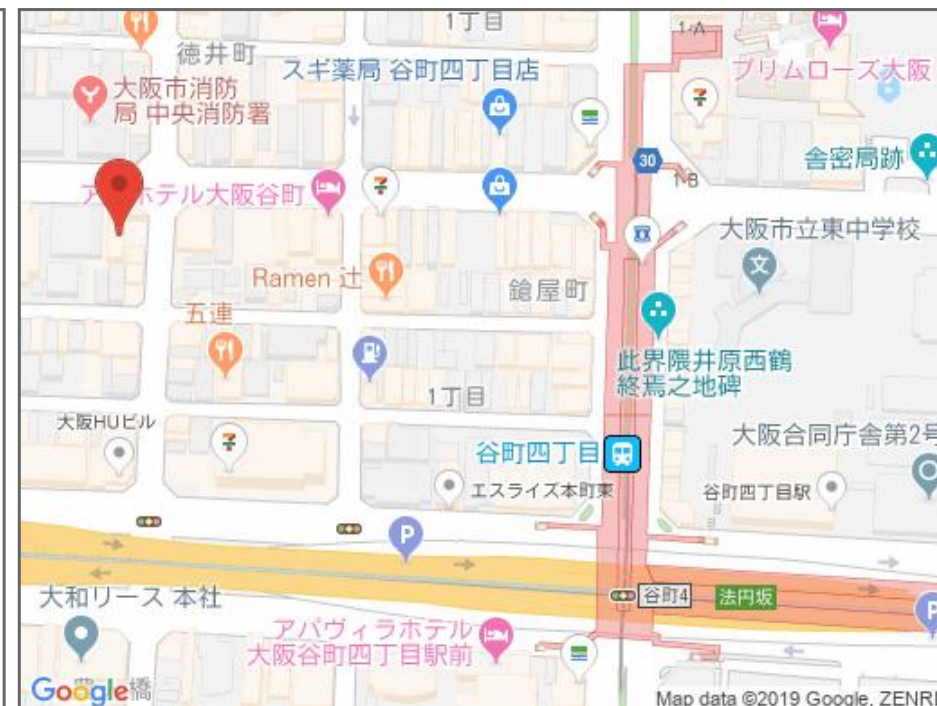 1丁目
1-A
徳井町
スギ薬局 谷町四丁目店
プリムローズ大阪
大阪市消防
局 中央消防署
30
舎密局跡
1-B
ホテル大阪谷町
大阪市立東中学校
Ramen 辻
鎗屋町
五連
此界隈井原西鶴
終焉之地碑
1丁目
大阪HUビル
大阪合同庁舎第2号
谷町四丁目
エスライズ本町東
谷町四丁目駅
P
大和リース 本社
谷町4
法円坂
P
アパヴィラホテル
大阪谷町四丁目駅前
Google
橋
Map data ©2019 Google, ZENRI